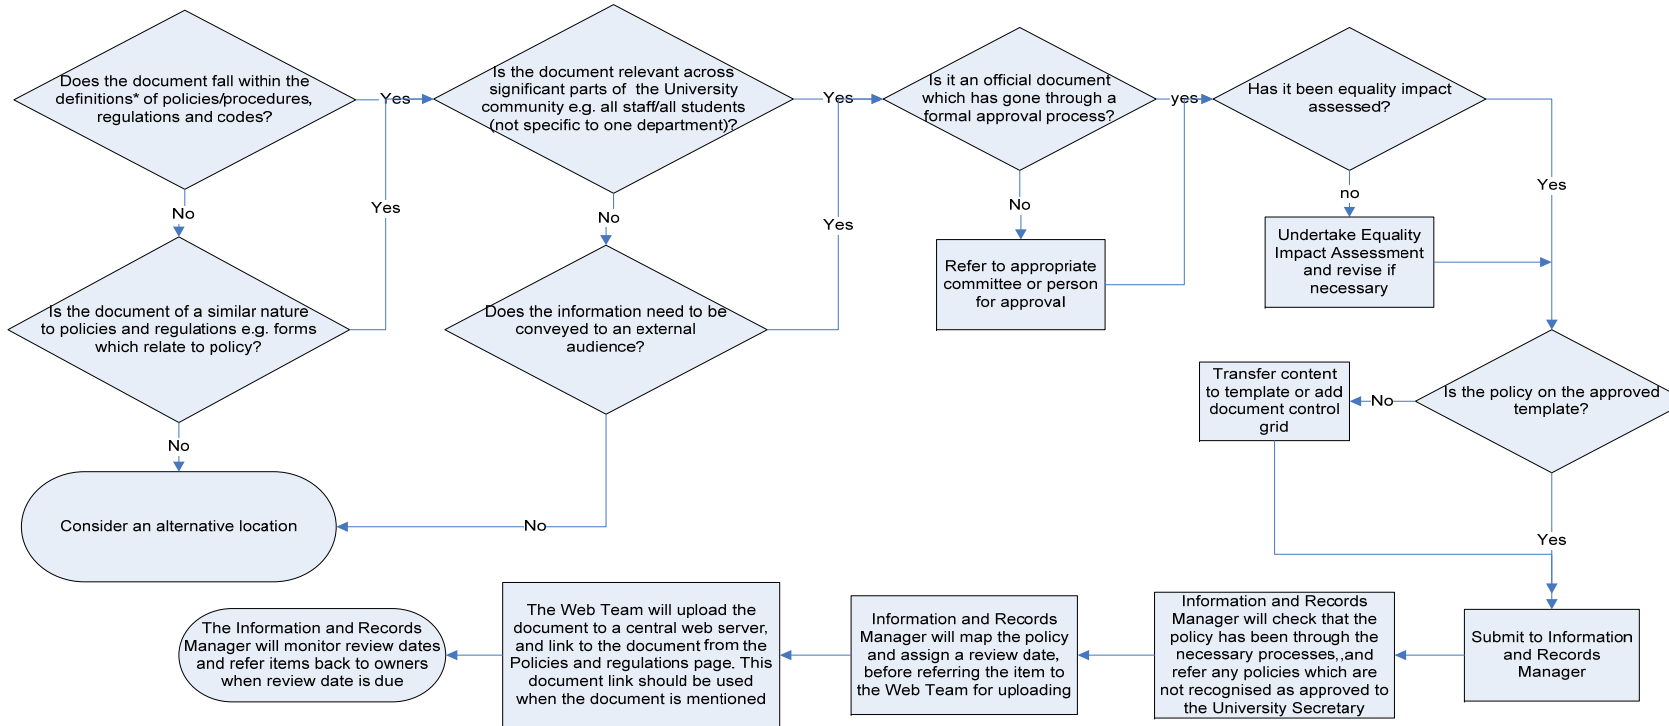 Does the document fall within the
definitions* of policies/procedures,
regulations and codes?
Yes
No
Is the document of a similar nature
to policies and regulations e.g. forms
which relate to policy?
Yes
No
Consider an alternative location
Is the document relevant across
significant parts of the University
community e.g. all staff/all students
(not specific to one department)?
Yes
No
Does the information need to be
conveyed to an external
audience?
Yes
No
Is it an official document
which has gone through a
formal approval process?
yes
No
Refer to appropriate
committee or person
for approval
Has it been equality impact
assessed?
Yes
no
Undertake Equality
Impact Assessment
and revise if
necessary
Is the policy on the approved
template?
No
Transfer content
to template or add
document control
grid
Yes
Submit to Information
and Records
Manager
Information and Records
Manager will check that the
policy has been through the
necessary processes,,and
refer any policies which are
not recognised as approved to
the University Secretary
Information and Records
Manager will map the policy
and assign a review date,
before referring the item to
the Web Team for uploading
The Web Team will upload the
document to a central web server,
and link to the document from the
Policies and regulations page. This
document link should be used
when the document is mentioned
The Information and Records
Manager will monitor review dates
and refer items back to owners
when review date is due